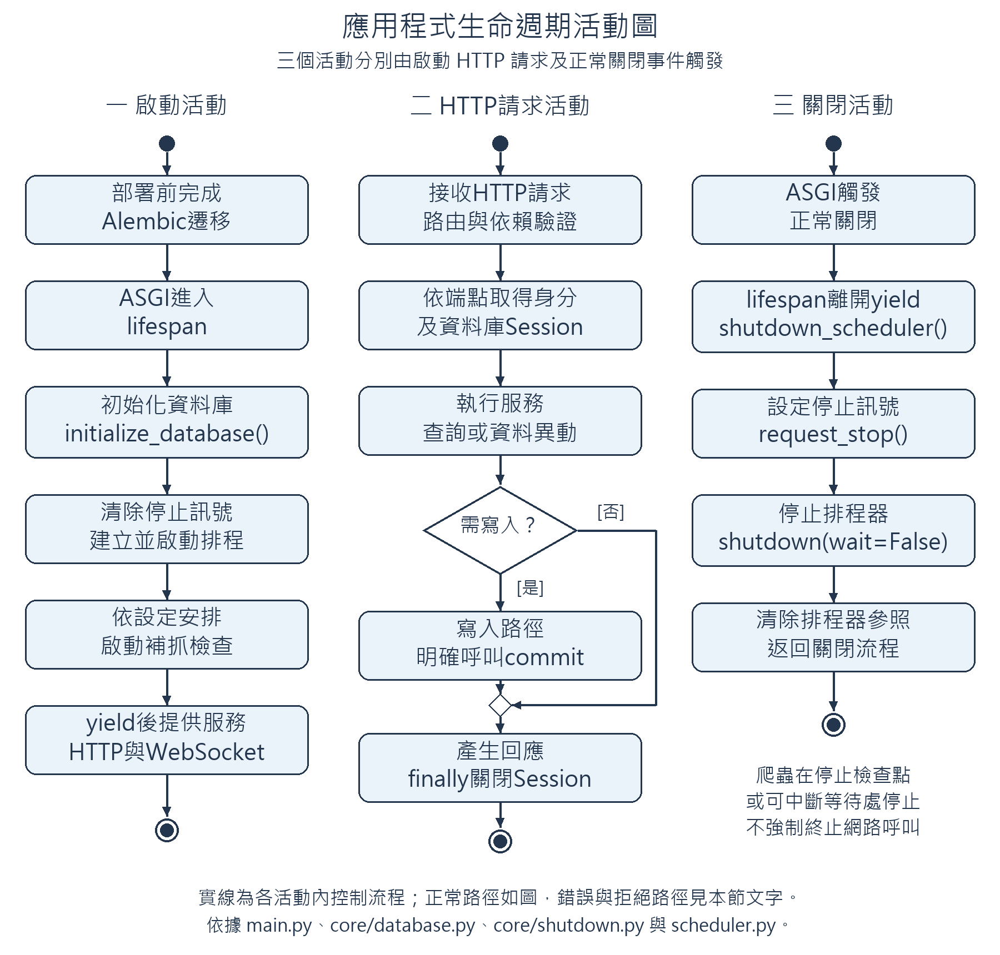 應用程式生命週期活動圖
三個活動分別由啟動 HTTP 請求及正常關閉事件觸發
一 啟動活動
部署前完成
Alembic遷移
ASGI進入
lifespan
初始化資料庫
initialize_database()
清除停止訊號
建立並啟動排程
依設定安排
啟動補抓檢查
yield後提供服務
HTTP與WebSocket
二 HTTP請求活動
接收HTTP請求
路由與依賴驗證
依端點取得身分
及資料庫Session
執行服務
查詢或資料異動
需寫入？
[否]
[是]
寫入路徑
明確呼叫commit
產生回應
finally關閉Session
三 關閉活動
ASGI觸發
正常關閉
lifespan離開yield
shutdown_scheduler()
設定停止訊號
request_stop()
停止排程器
shutdown(wait=False)
清除排程器參照
返回關閉流程
爬蟲在停止檢查點
或可中斷等待處停止
不強制終止網路呼叫
實線為各活動內控制流程；正常路徑如圖，錯誤與拒絕路徑見本節文字。
依據 main.py、core/database.py、core/shutdown.py 與 scheduler.py。